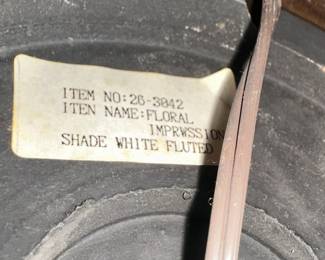 ITEM NO:26-3042
ITEN NAME:FLORAL
IMPRWSSION
SHADE WHITE FLUTED